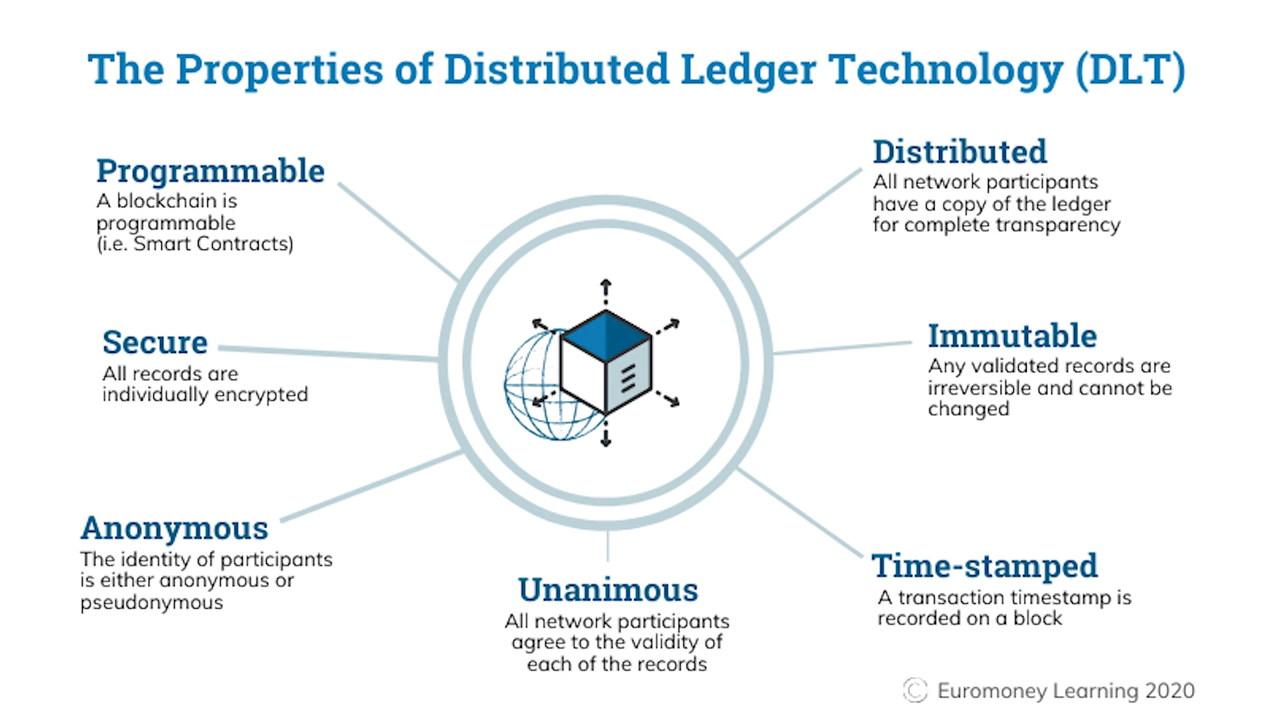 The Properties of Distributed Ledger Technology (DLT)
Programmable
A blockchain is
programmable
(i.e. Smart Contracts)
Distributed
All network participants
have a copy of the ledger
for complete transparency
Secure
All records are
individually encrypted
Immutable
Any validated records are
irreversible and cannot be
changed
Anonymous
The identity of participants
is either anonymous or
pseudonymous
Unanimous
All network participants
agree to the validity of
each of the records
Time-stamped
A transaction timestamp is
recorded on a block
© Euromoney Learning 2020